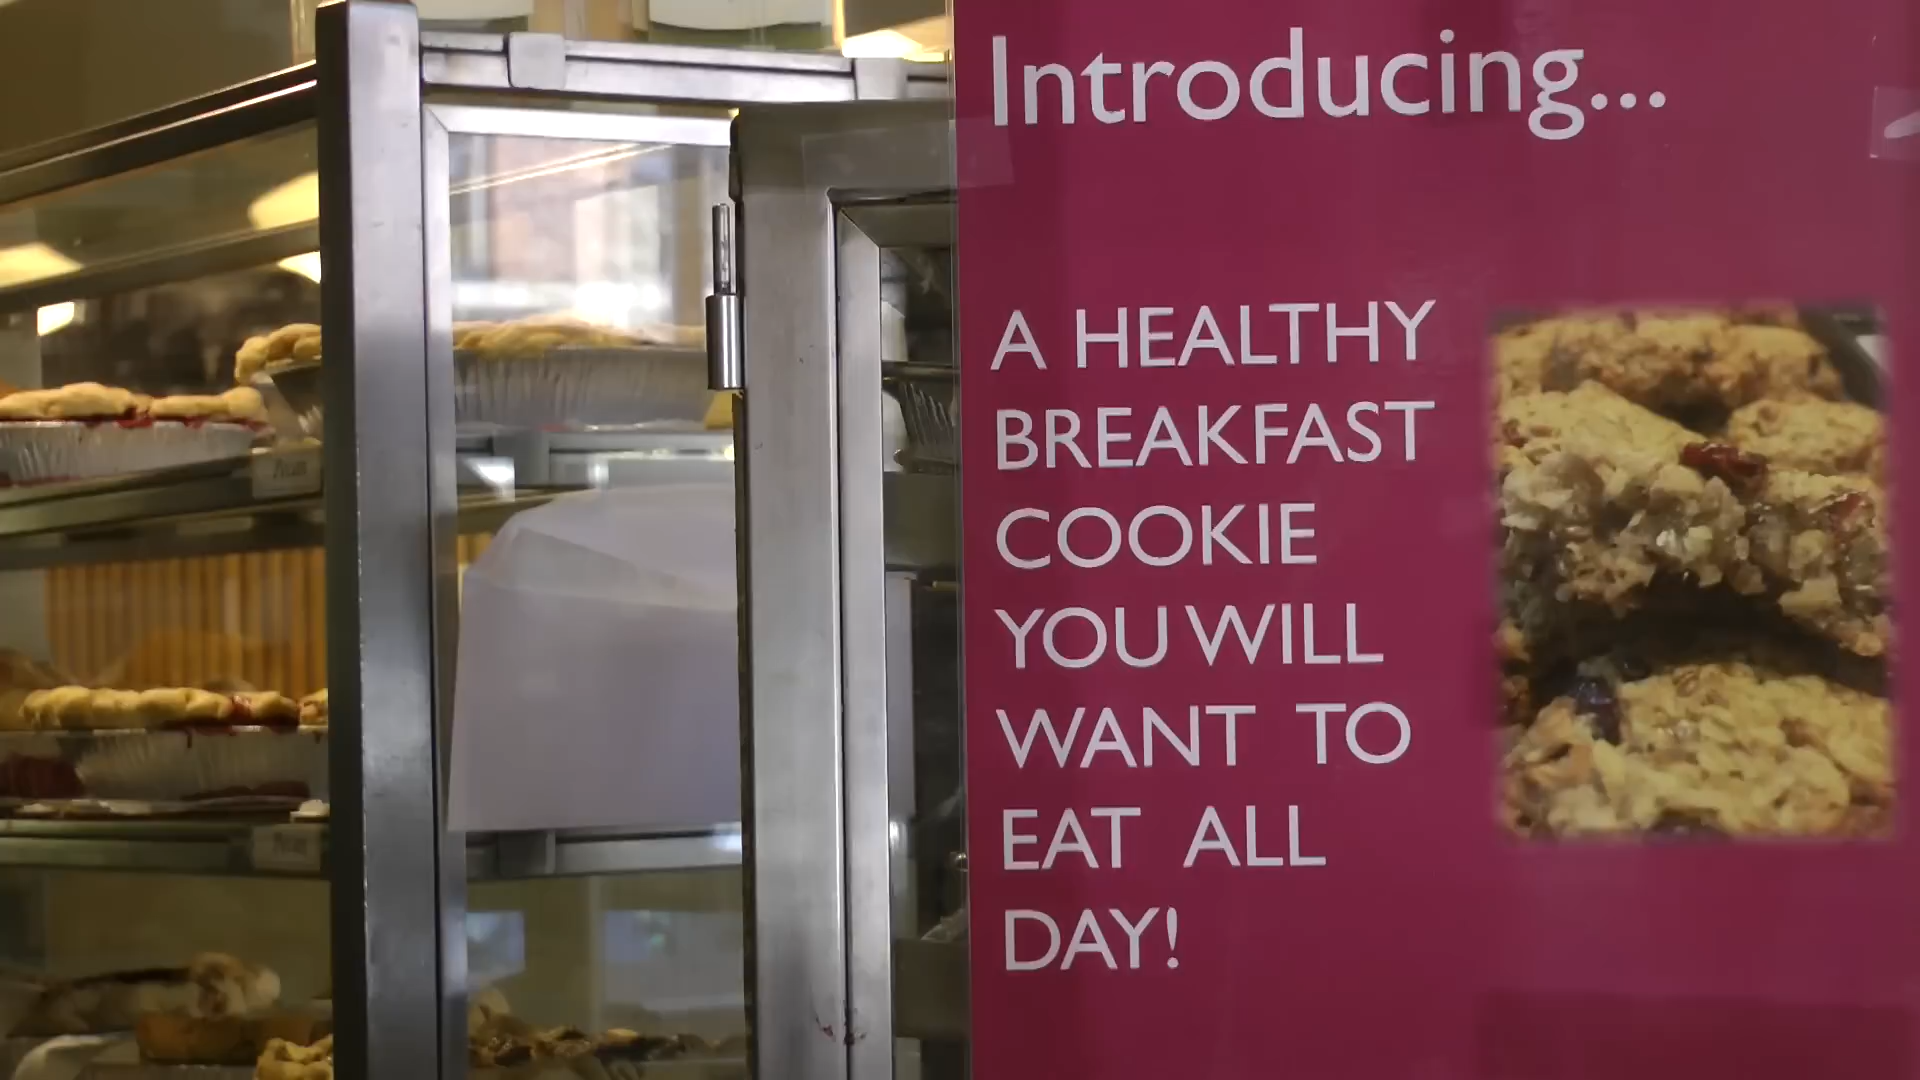 Introducing...
A HEALTHY
BREAKFAST
COOKIE
YOU WILL
WANT TO
EAT ALL
DAY!